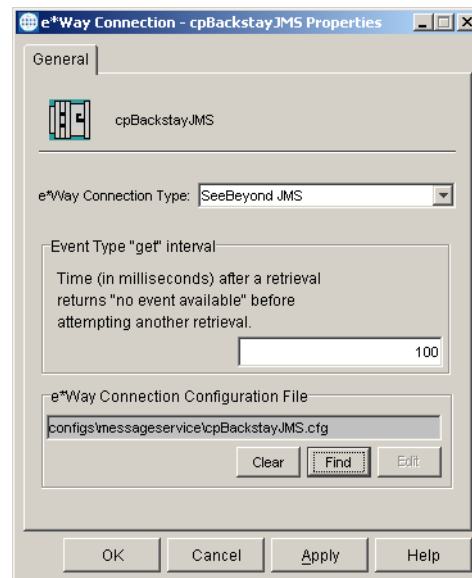 e*Way Connection - cpBackstayJMS Properties
General
cpBackstayJMS
e*Way Connection Type: SeeBeyond JMS
Event Type "get" interval
Time (in milliseconds) after a retrieval
returns "no event available" before
attempting another retrieval.
100
e*Way Connection Configuration File
configs\messageservice\cpBackstayJMS.cfg
Clear Find Edit
OK Cancel Apply Help